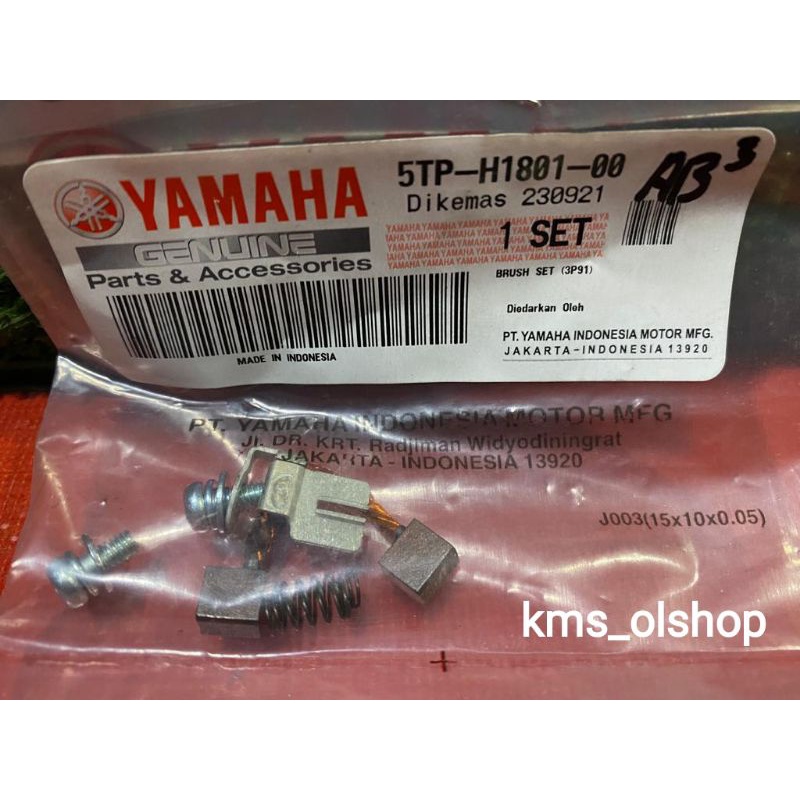 YAMAHA
GENUINE
Parts & Accessories
MADE IN INDONESIA
5TP-H1801-00
Dikemas 230921
1 SET
BRUSH SET (3P91)
Diedarkan Oleh
PT. YAMAHA INDONESIA MOTOR MFG.
JAKARTA-INDONESIA 13920
AB 3
PT. YAMAHA INDONESIA MOTOR MFG
Jl. DR. KRT. Radjiman Widyodiningrat
JAKARTA - INDONESIA 13920
J003(15x10x0.05)
kms_olshop